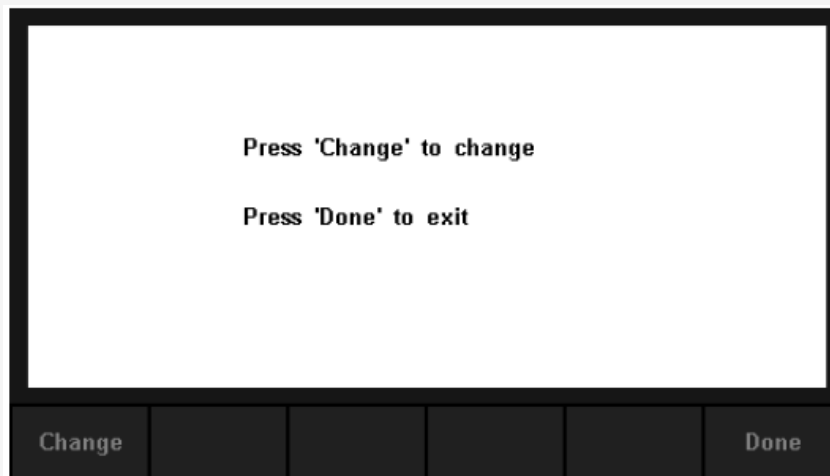 Press 'Change' to change
Press 'Done' to exit
Change Done